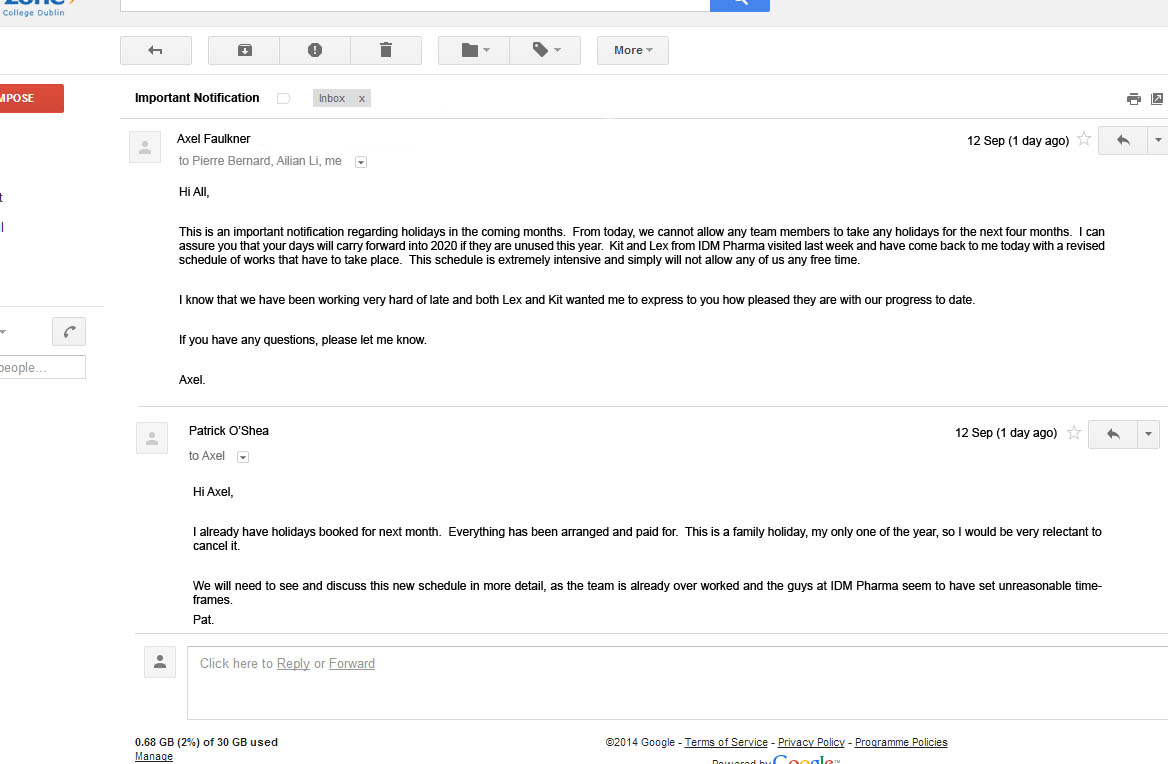 College Dublin
More
MPOSE
Important Notification
Inbox x
Axel Faulkner
12 Sep (1 day ago)
to Pierre Bernard, Ailian Li, me
Hi All,
This is an important notification regarding holidays in the coming months. From today, we cannot allow any team members to take any holidays for the next four months. I can
assure you that your days will carry forward into 2020 if they are unused this year. Kit and Lex from IDM Pharma visited last week and have come back to me today with a revised
schedule of works that have to take place. This schedule is extremely intensive and simply will not allow any of us any free time.
I know that we have been working very hard of late and both Lex and Kit wanted me to express to you how pleased they are with our progress to date.
people...
If you have any questions, please let me know.
Axel.
Patrick O'Shea
12 Sep (1 day ago)
to Axel
Hi Axel,
I already have holidays booked for next month. Everything has been arranged and paid for. This is a family holiday, my only one of the year, so I would be very relectant to
cancel it.
We will need to see and discuss this new schedule in more detail, as the team is already over worked and the guys at IDM Pharma seem to have set unreasonable time-
frames.
Pat.
Click here to Reply or Forward
0.68 GB (2%) of 30 GB used
Manage
©2014 Google - Terms of Service - Privacy Policy - Programme Policies
Powered by Google™